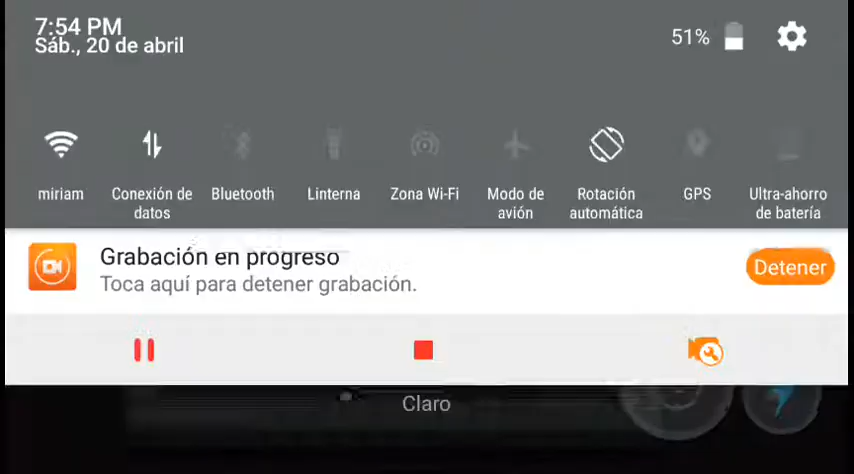 7:54 PM
Sáb., 20 de abril
51%
miriam
Conexión de datos
Bluetooth
Linterna
Zona Wi-Fi
Modo de avión
Rotación automática
GPS
Ultra-ahorro de batería
Grabación en progreso
Toca aquí para detener grabación.
Detener
Claro